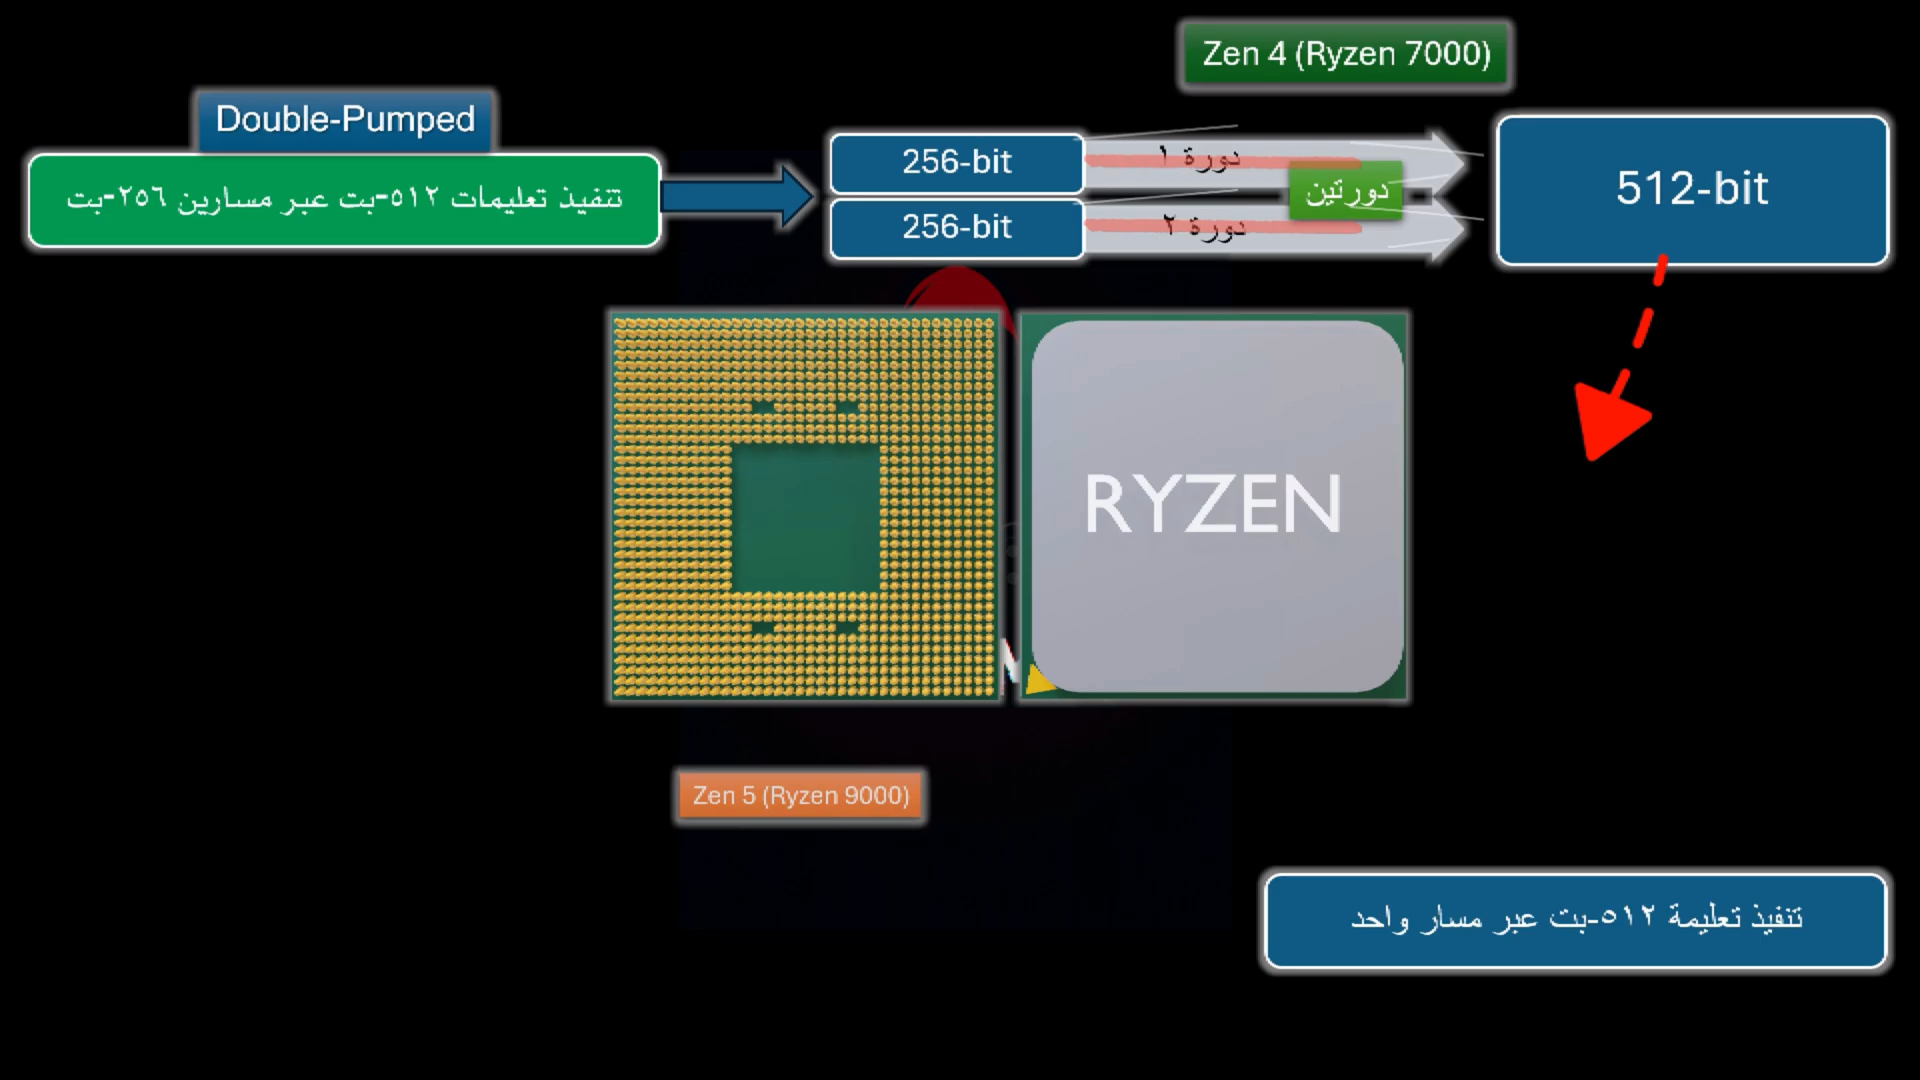 Zen 4 (Ryzen 7000)
Double-Pumped
تنفيذ تعليمات ٥١٢-بت عبر مسارين ٢٥٦-بت
256-bit
دورة ١
256-bit
دورة ٢
دورتين
512-bit
RYZEN
Zen 5 (Ryzen 9000)
تنفيذ تعليمة ٥١٢-بت عبر مسار واحد